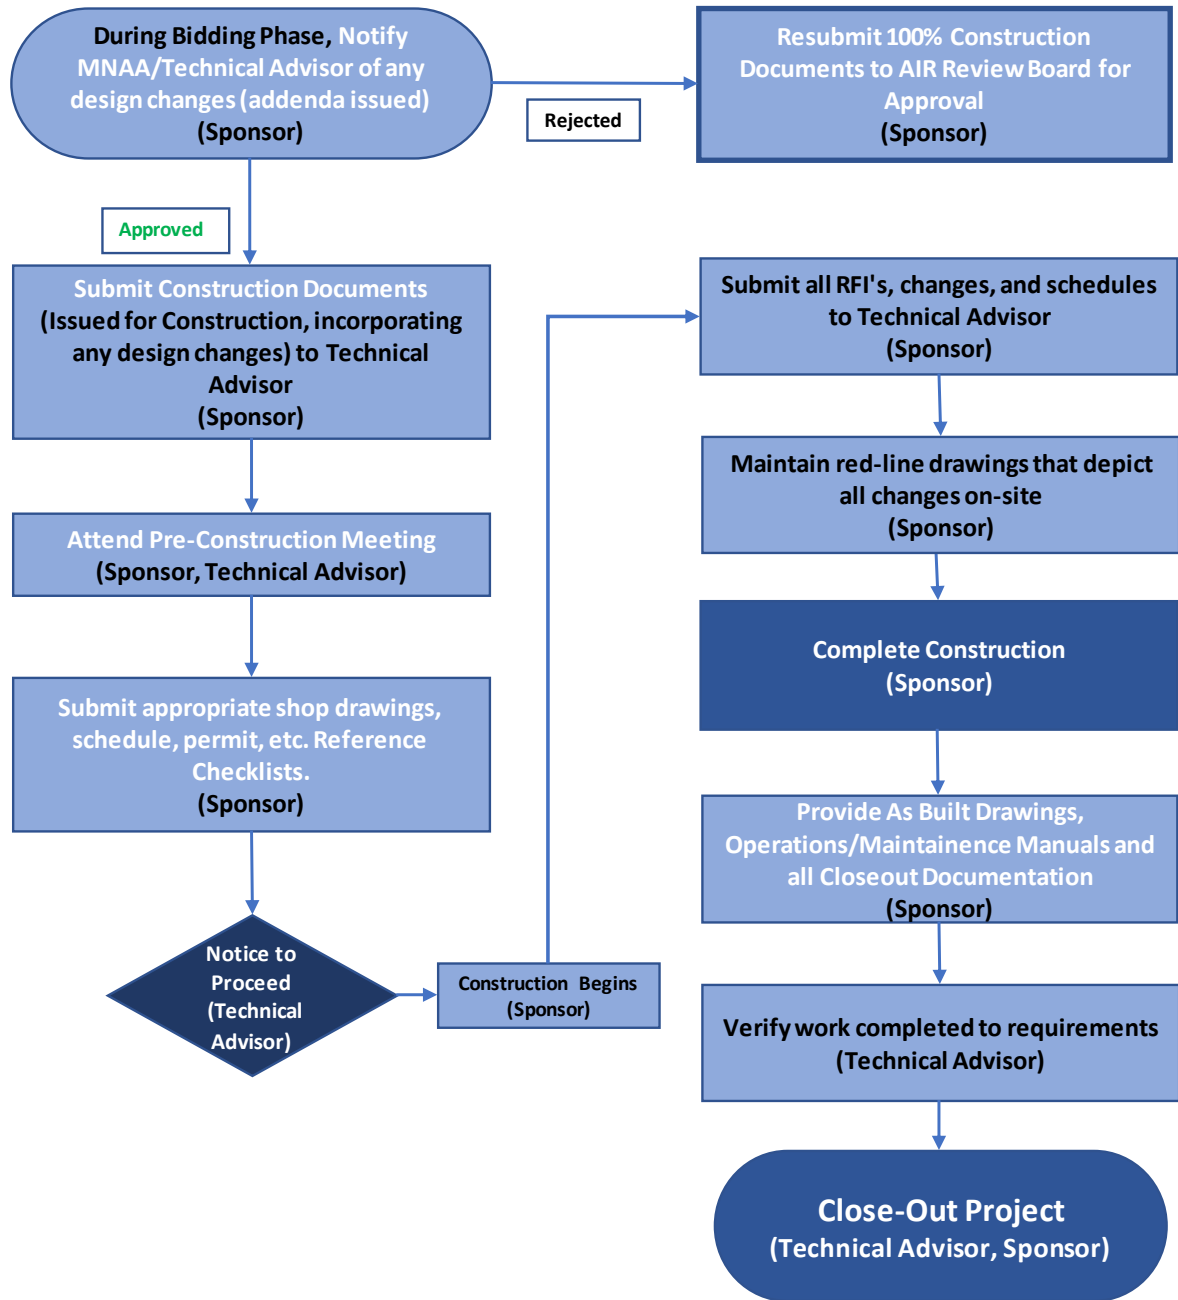 During Bidding Phase, Notify
MNAA/Technical Advisor of any
design changes (addenda issued)
(Sponsor)
Rejected
Resubmit 100% Construction
Documents to AIR Review Board for
Approval
(Sponsor)
Approved
Submit Construction Documents
(Issued for Construction, incorporating
any design changes) to Technical
Advisor
(Sponsor)
Attend Pre-Construction Meeting
(Sponsor, Technical Advisor)
Submit appropriate shop drawings,
schedule, permit, etc. Reference
Checklists.
(Sponsor)
Notice to
Proceed
(Technical
Advisor)
Construction Begins
(Sponsor)
Submit all RFI's, changes, and schedules
to Technical Advisor
(Sponsor)
Maintain red-line drawings that depict
all changes on-site
(Sponsor)
Complete Construction
(Sponsor)
Provide As Built Drawings,
Operations/Maintainence Manuals and
all Closeout Documentation
(Sponsor)
Verify work completed to requirements
(Technical Advisor)
Close-Out Project
(Technical Advisor, Sponsor)